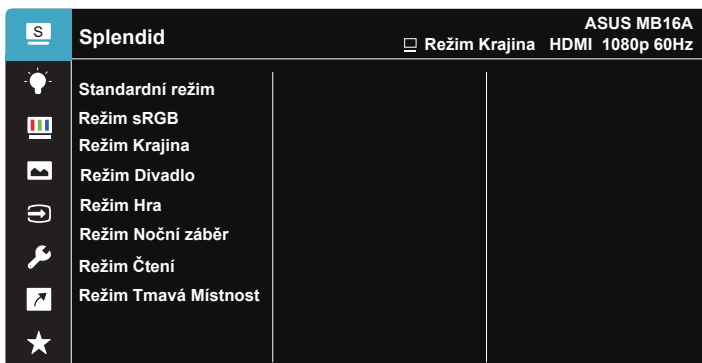 S
Splendid
ASUS MB16A
Režim Krajina HDMI 1080p 60Hz
Standardní režim
Režim sRGB
Režim Krajina
Režim Divadlo
Režim Hra
Režim Noční záběr
Režim Čtení
Režim Tmavá Místnost